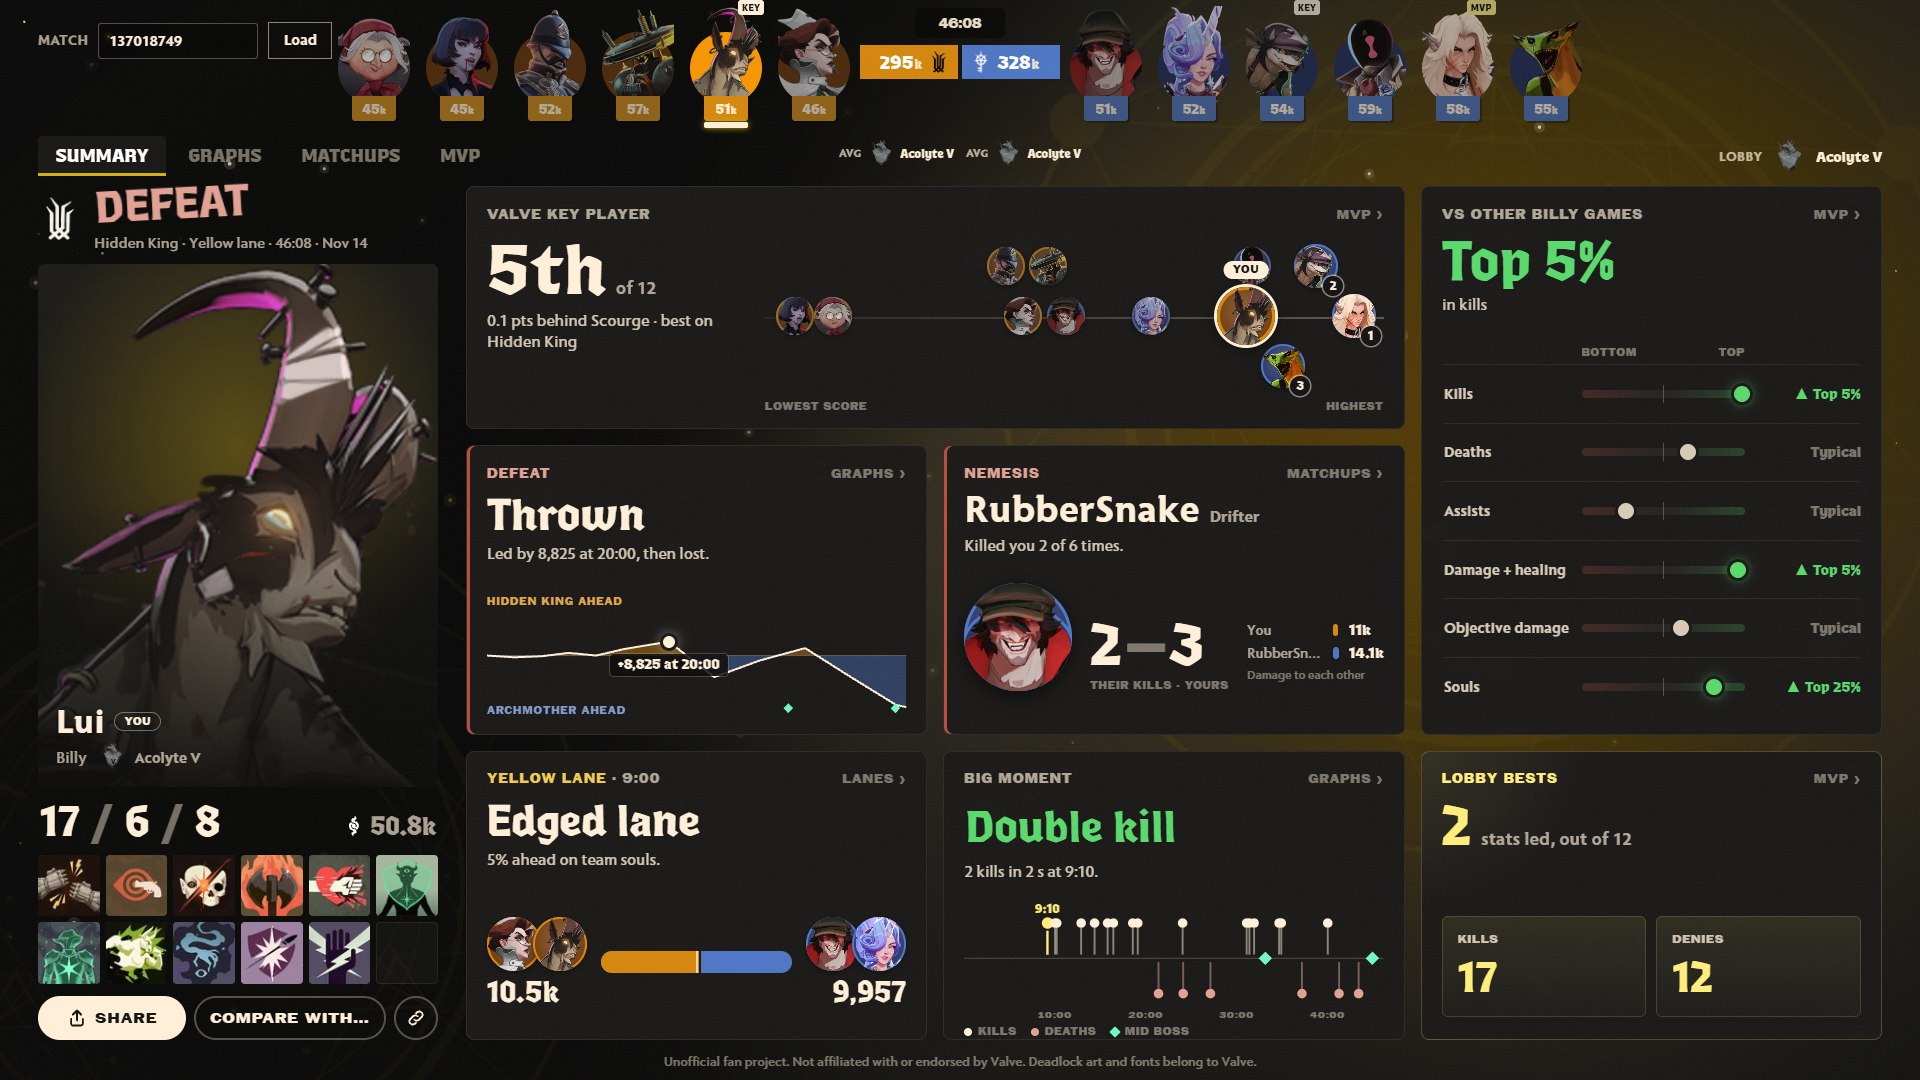 MATCH
137018749
Load
45k
45k
52k
57k
KEY
51k
46k
46:08
295k
328k
51k
52k
KEY
54k
59k
MVP
58k
55k
SUMMARY
GRAPHS
MATCHUPS
MVP
AVG Acolyte V
AVG Acolyte V
LOBBY Acolyte V
DEFEAT
Hidden King · Yellow lane · 46:08 · Nov 14
Lui YOU
Billy Acolyte V
17 / 6 / 8
50.8k
SHARE
COMPARE WITH...
VALVE KEY PLAYER
MVP ›
5th of 12
0.1 pts behind Scourge · best on
Hidden King
YOU
2
1
3
LOWEST SCORE
HIGHEST
DEFEAT
GRAPHS ›
Thrown
Led by 8,825 at 20:00, then lost.
HIDDEN KING AHEAD
+8,825 at 20:00
ARCHMOTHER AHEAD
NEMESIS
MATCHUPS ›
RubberSnake Drifter
Killed you 2 of 6 times.
2—3
THEIR KILLS · YOURS
You 11k
RubberSn... 14.1k
Damage to each other
YELLOW LANE · 9:00
LANES ›
Edged lane
5% ahead on team souls.
10.5k
9,957
BIG MOMENT
GRAPHS ›
Double kill
2 kills in 2 s at 9:10.
9:10
10:00
20:00
30:00
40:00
KILLS
DEATHS
MID BOSS
VS OTHER BILLY GAMES
MVP ›
Top 5%
in kills
BOTTOM
TOP
Kills ▲ Top 5%
Deaths Typical
Assists Typical
Damage + healing ▲ Top 5%
Objective damage Typical
Souls ▲ Top 25%
LOBBY BESTS
MVP ›
2 stats led, out of 12
KILLS
17
DENIES
12
Unofficial fan project. Not affiliated with or endorsed by Valve. Deadlock art and fonts belong to Valve.